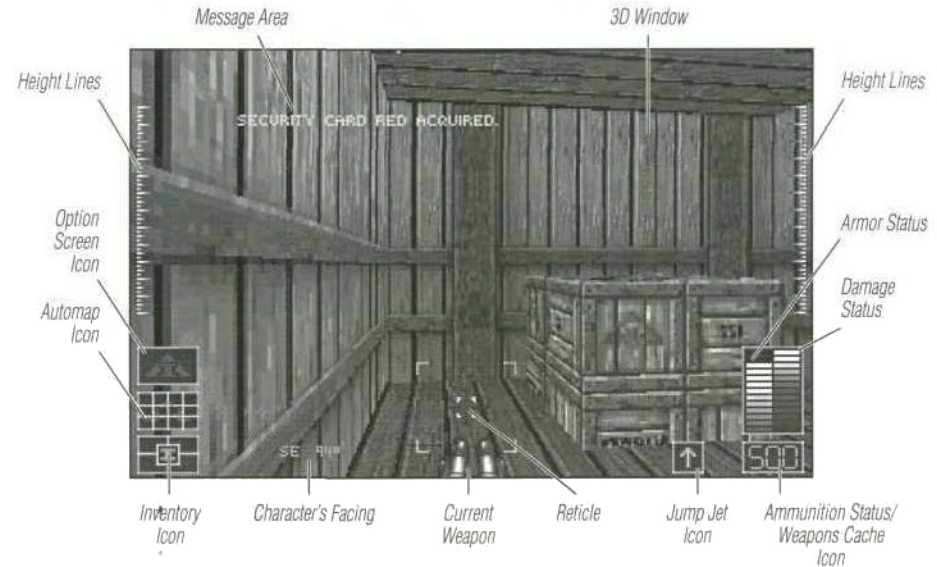 Message Area
3D Window
Height Lines
Height Lines
SECURITY CARD RED ACQUIRED.
Option
Screen
Icon
Armor Status
Automap
Icon
Damage
Status
SE
500
Inventory
Icon
Character's Facing
Current
Weapon
Reticle
Jump Jet
Icon
Ammunition Status/
Weapons Cache
Icon